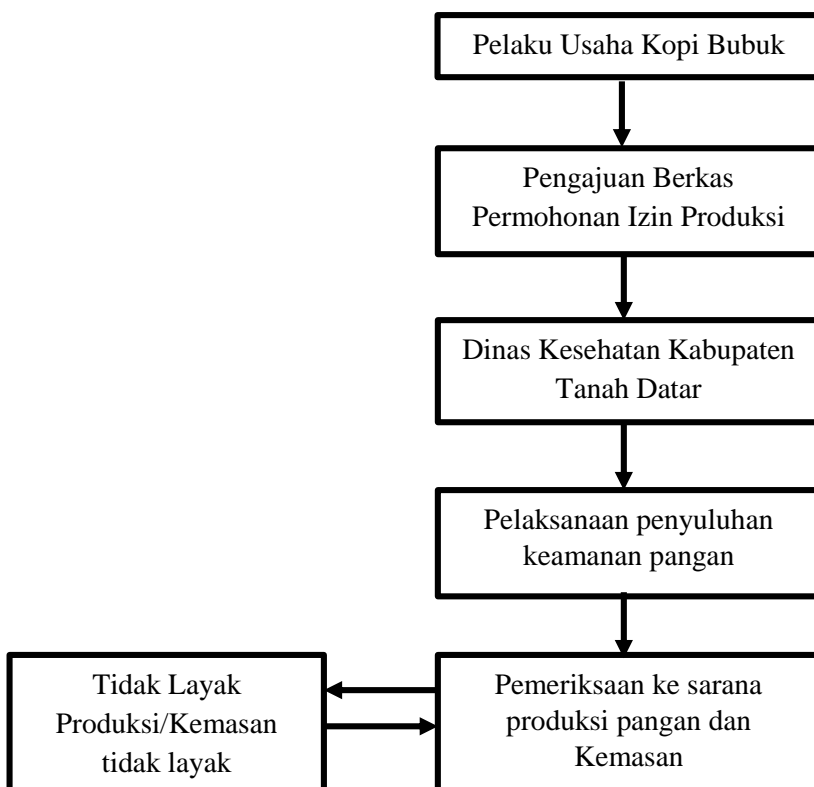 Pelaku Usaha Kopi Bubuk
Pengajuan Berkas
Permohonan Izin Produksi
Dinas Kesehatan Kabupaten
Tanah Datar
Pelaksanaan penyuluhan
keamanan pangan
Tidak Layak
Produksi/Kemasan
tidak layak
Pemeriksaan ke sarana
produksi pangan dan
Kemasan